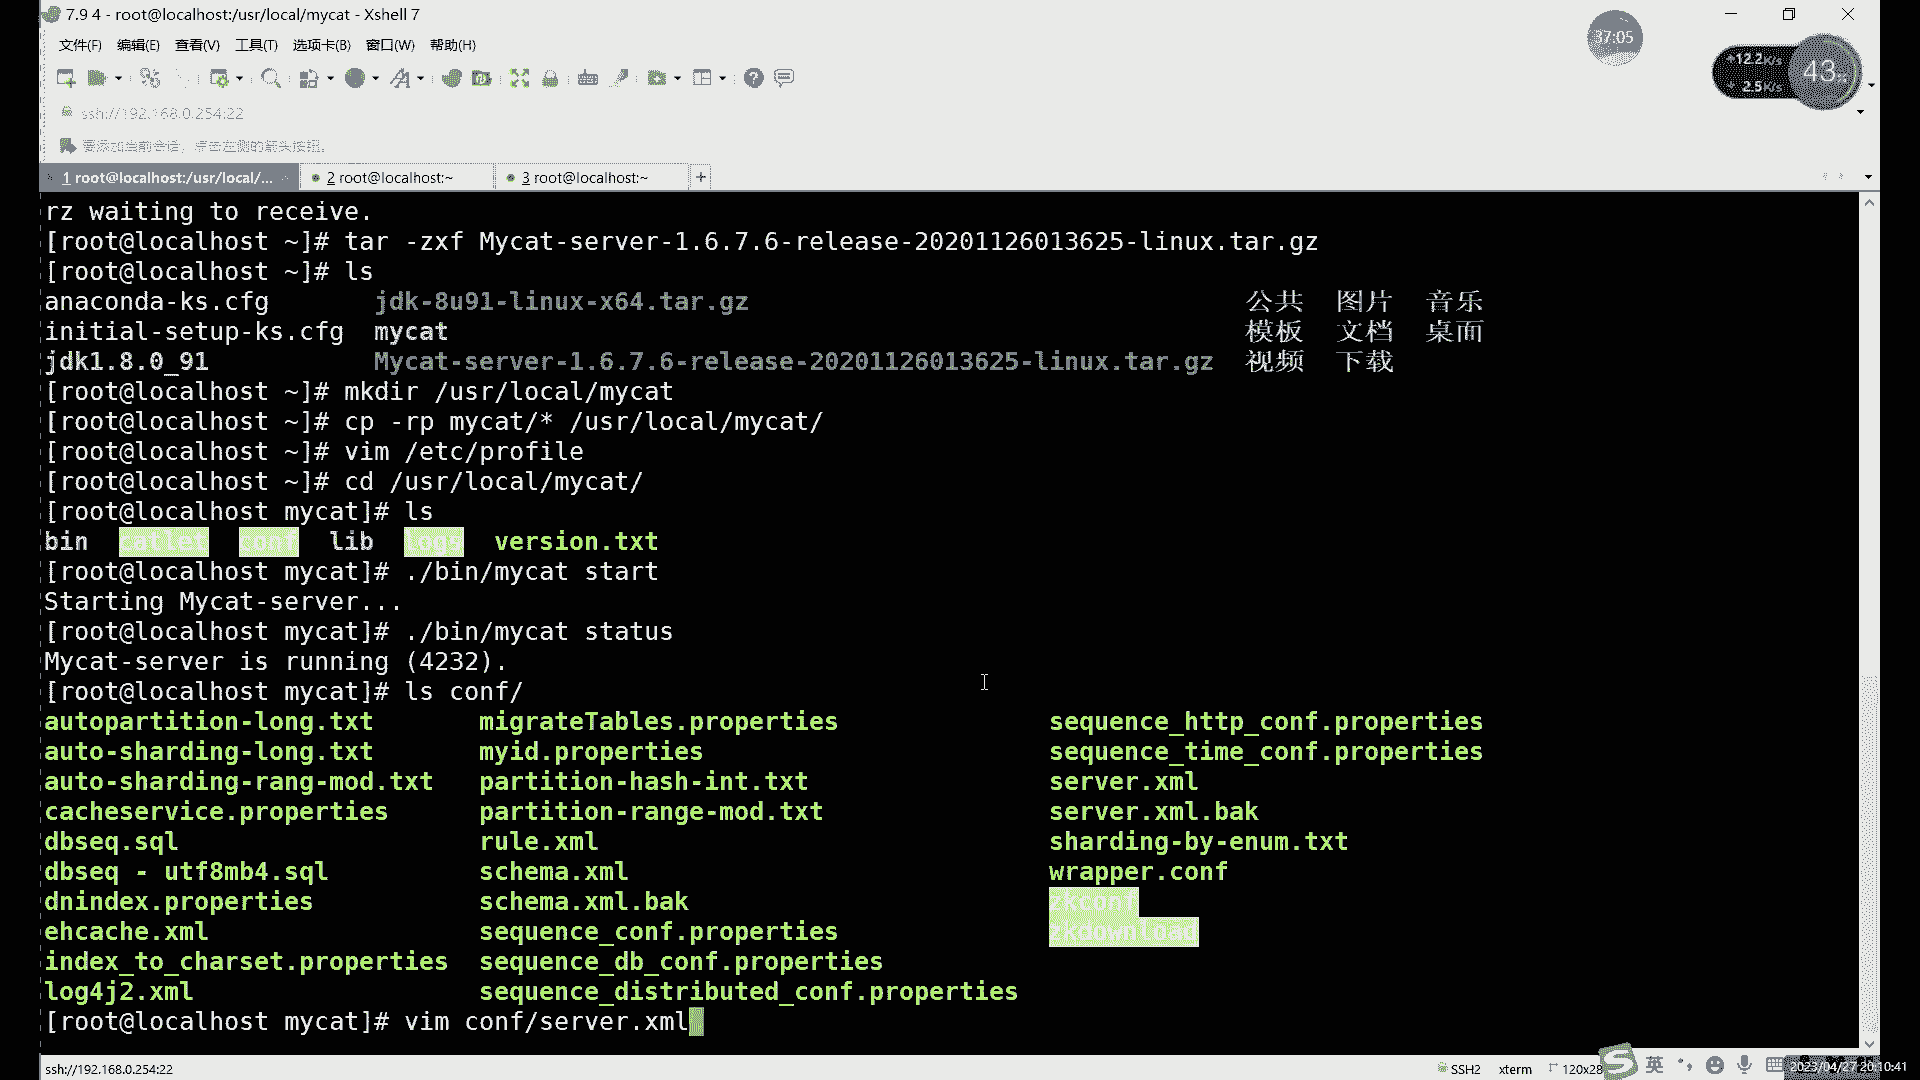 7.9 4 - root@localhost:/usr/local/mycat - Xshell 7
文件(F) 编辑(E) 查看(V) 工具(T) 选项卡(B) 窗口(W) 帮助(H)
37:05
12.2K/s
2.5K/s
43
ssh://192.168.0.254:22
要添加当前会话，点击左侧的箭头按钮。
1 root@localhost:/usr/local/... 2 root@localhost:~ 3 root@localhost:~ +
rz waiting to receive.
[root@localhost ~]# tar -zxf Mycat-server-1.6.7.6-release-20201126013625-linux.tar.gz
[root@localhost ~]# ls
anaconda-ks.cfg jdk-8u91-linux-x64.tar.gz 公共 图片 音乐
initial-setup-ks.cfg mycat 模板 文档 桌面
jdk1.8.0_91 Mycat-server-1.6.7.6-release-20201126013625-linux.tar.gz 视频 下载
[root@localhost ~]# mkdir /usr/local/mycat
[root@localhost ~]# cp -rp mycat/* /usr/local/mycat/
[root@localhost ~]# vim /etc/profile
[root@localhost ~]# cd /usr/local/mycat/
[root@localhost mycat]# ls
bin catlet conf lib logs version.txt
[root@localhost mycat]# ./bin/mycat start
Starting Mycat-server...
[root@localhost mycat]# ./bin/mycat status
Mycat-server is running (4232).
[root@localhost mycat]# ls conf/
autopartition-long.txt migrateTables.properties sequence_http_conf.properties
auto-sharding-long.txt myid.properties sequence_time_conf.properties
auto-sharding-rang-mod.txt partition-hash-int.txt server.xml
cacheservice.properties partition-range-mod.txt server.xml.bak
dbseq.sql rule.xml sharding-by-enum.txt
dbseq - utf8mb4.sql schema.xml wrapper.conf
dnindex.properties schema.xml.bak zkconf
ehcache.xml sequence_conf.properties zkdownload
index_to_charset.properties sequence_db_conf.properties
log4j2.xml sequence_distributed_conf.properties
[root@localhost mycat]# vim conf/server.xml
ssh://192.168.0.254:22 SSH2 xterm 120x28 英 2023/04/27 20:10:41